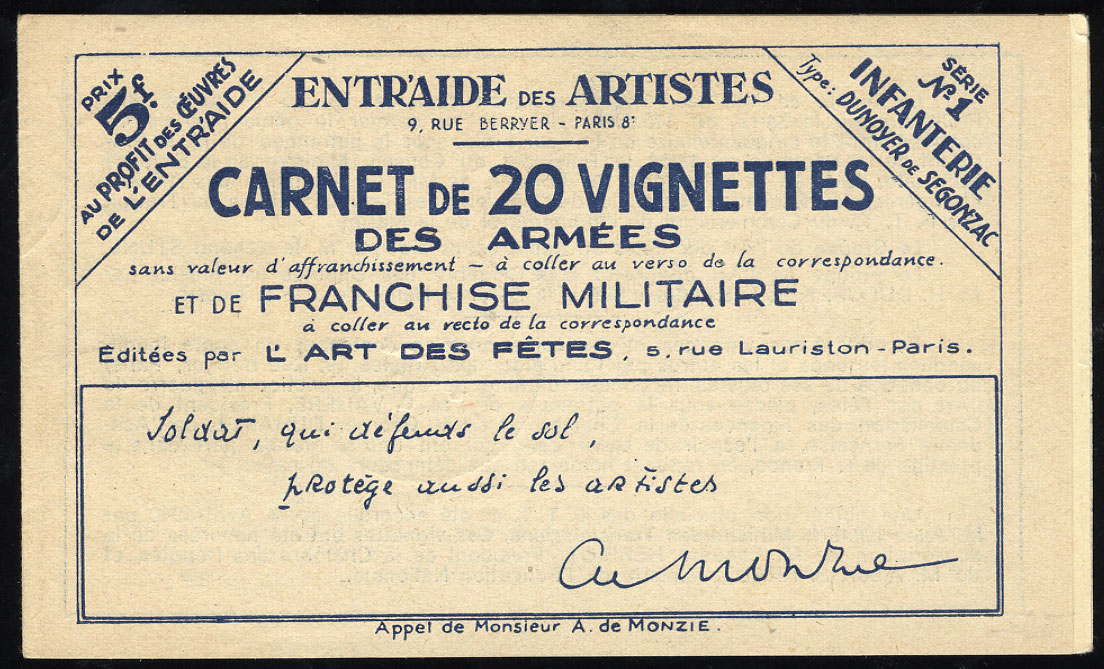 PRIX
5f.
AU PROFIT DES ŒUVRES
DE L'ENTR'AIDE
ENTR'AIDE DES ARTISTES
9, RUE BERRYER - PARIS 8e
SÉRIE
No 1
INFANTERIE
Type: DUNOYER DE SEGONZAC
CARNET DE 20 VIGNETTES
DES ARMÉES
sans valeur d'affranchissement - à coller au verso de la correspondance.
ET DE FRANCHISE MILITAIRE
à coller au recto de la correspondance
Éditées par L'ART DES FÊTES, 5, rue Lauriston - Paris.
Soldat, qui défends le sol,
protège aussi les artistes
A de Monzie
Appel de Monsieur A. de MONZIE.